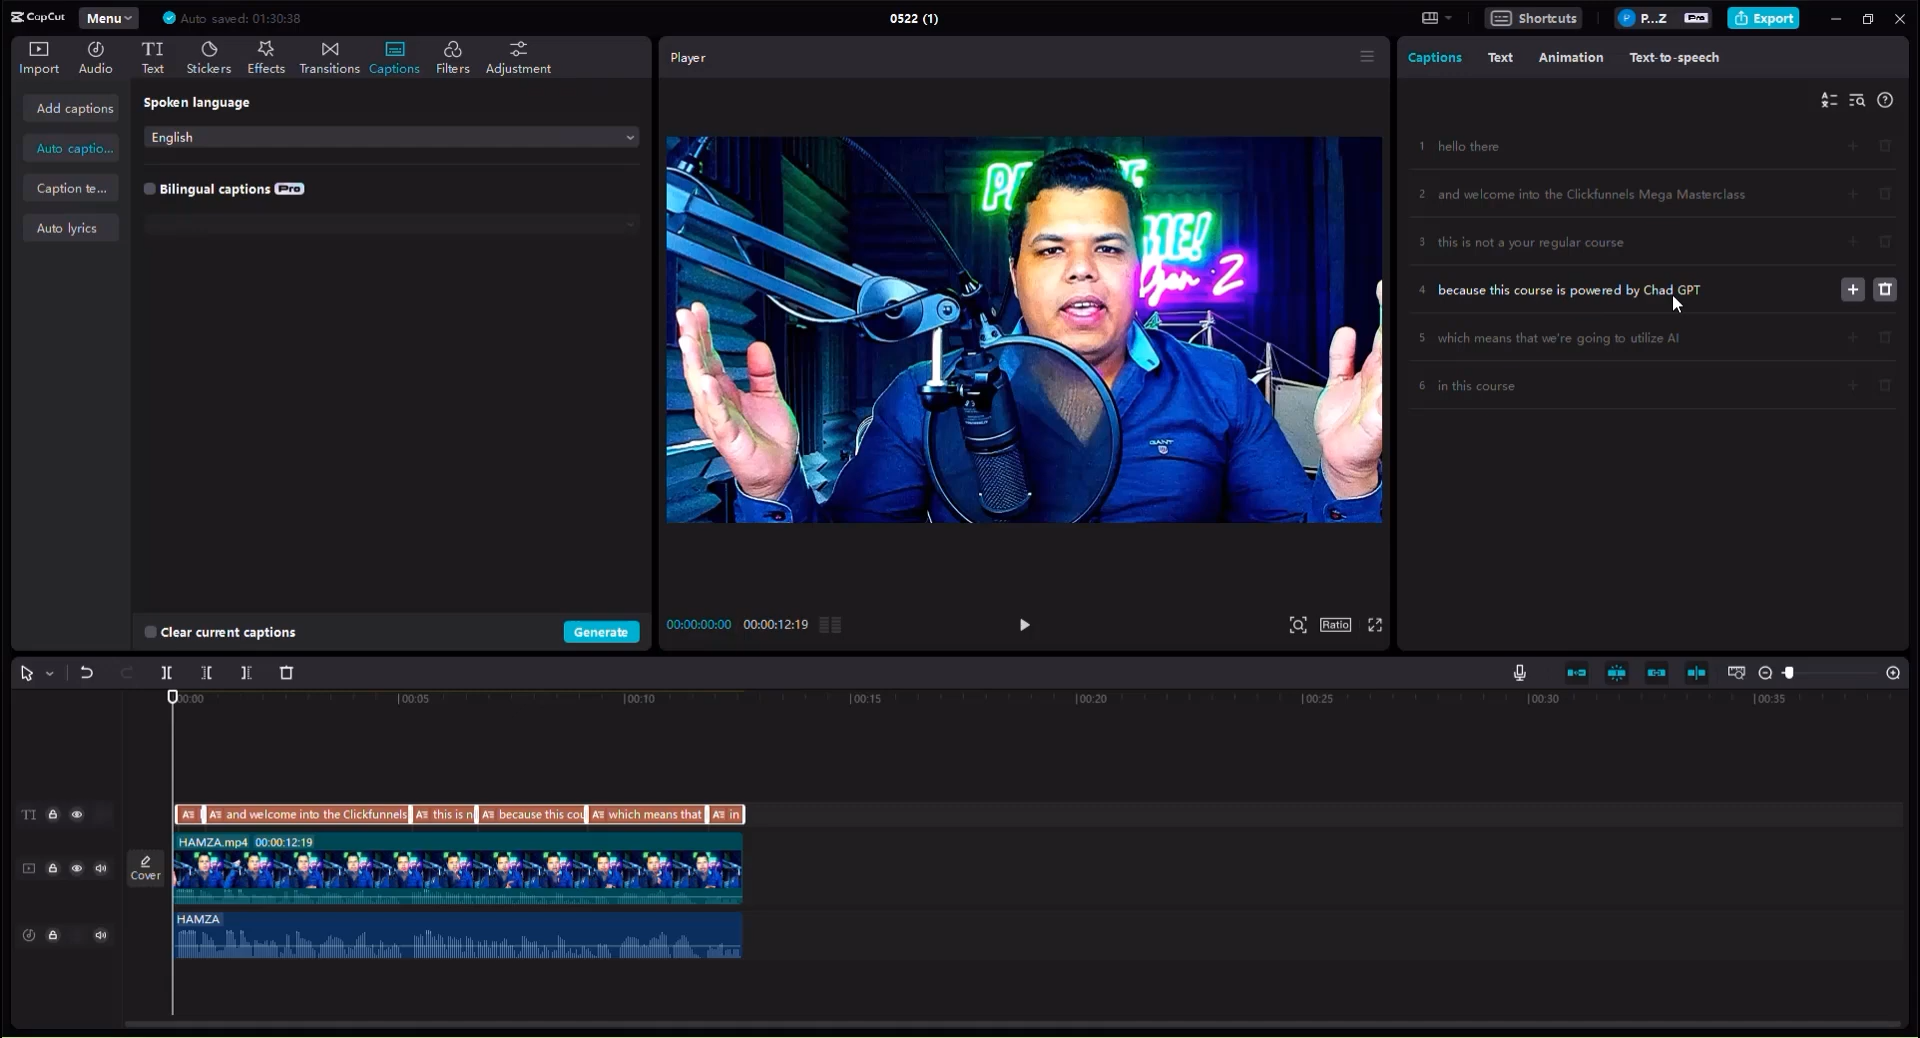 CapCut
Menu
Auto saved: 01:30:38
0522 (1)
Shortcuts
P...Z
Pro
Export
Import
Audio
TI
Text
Stickers
Effects
Transitions
Captions
Filters
Adjustment
Add captions
Auto captio...
Caption te...
Auto lyrics
Spoken language
English
Bilingual captions Pro
Clear current captions
Generate
Player
GANT
00:00:00:00 00:00:12:19
Ratio
Captions
Text
Animation
Text-to-speech
1 hello there
2 and welcome into the Clickfunnels Mega Masterclass
3 this is not a your regular course
4 because this course is powered by Chad GPT
5 which means that we're going to utilize AI
6 in this course
00:00
00:05
00:10
00:15
00:20
00:25
00:30
00:35
TI
and welcome into the Clickfunnels
this is n
because this cou
which means that
in
HAMZA.mp4 00:00:12:19
Cover
HAMZA